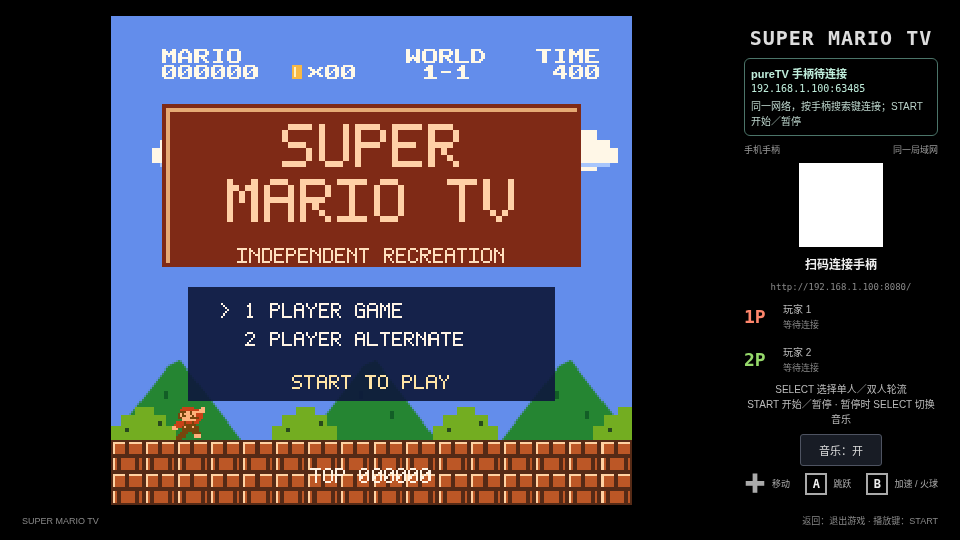 MARIO
000000
×00
WORLD
1-1
TIME
400
SUPER
MARIO TV
INDEPENDENT RECREATION
> 1 PLAYER GAME
2 PLAYER ALTERNATE
START TO PLAY
TOP 000000
SUPER MARIO TV
pureTV 手柄待连接
192.168.1.100:63485
同一网络，按手柄搜索键连接；START
开始／暂停
手机手柄
同一局域网
扫码连接手柄
http://192.168.1.100:8080/
1P
玩家 1
等待连接
2P
玩家 2
等待连接
SELECT 选择单人／双人轮流
START 开始／暂停 · 暂停时 SELECT 切换
音乐
音乐：开
移动
A
跳跃
B
加速 / 火球
SUPER MARIO TV
返回：退出游戏 · 播放键：START